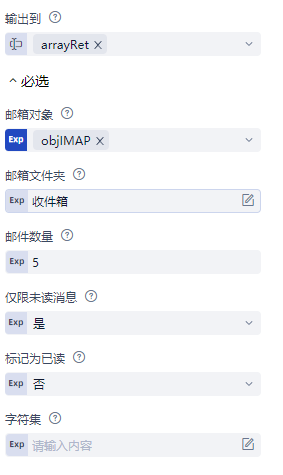 输出到
arrayRet
必选
邮箱对象
Exp objIMAP
邮箱文件夹
Exp 收件箱
邮件数量
Exp 5
仅限未读消息
Exp 是
标记为已读
Exp 否
字符集
Exp 请输入内容